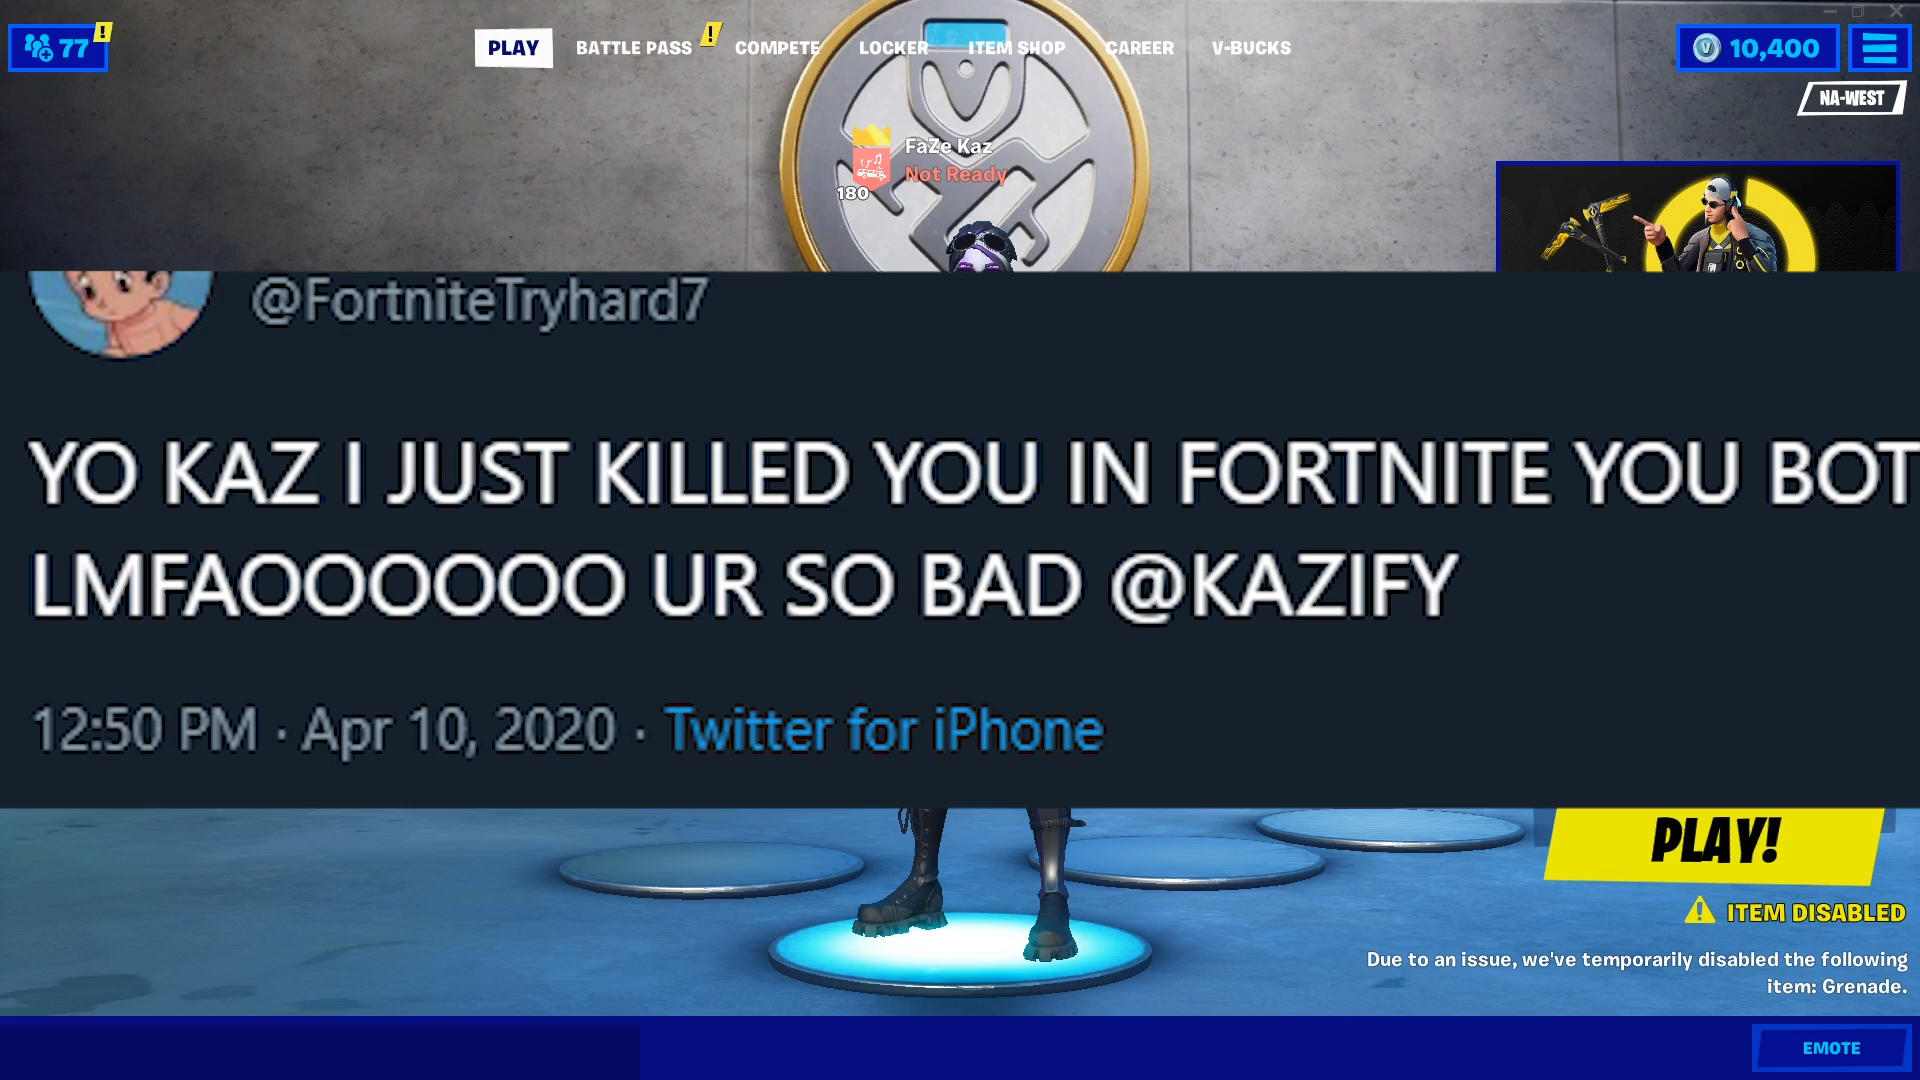 77
!
PLAY
BATTLE PASS
!
COMPETE
LOCKER
ITEM SHOP
CAREER
V-BUCKS
10,400
NA-WEST
FaZe Kaz
Not Ready
180
@FortniteTryhard7
YO KAZ I JUST KILLED YOU IN FORTNITE YOU BOT
LMFAOOOOOO UR SO BAD @KAZIFY
12:50 PM · Apr 10, 2020 · Twitter for iPhone
PLAY!
ITEM DISABLED
Due to an issue, we've temporarily disabled the following
item: Grenade.
EMOTE